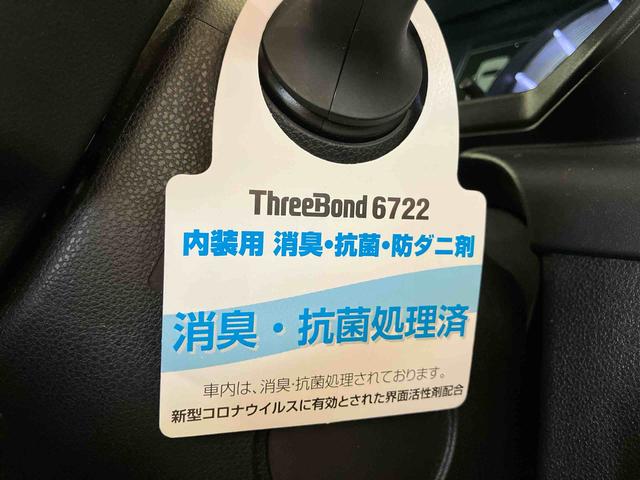 ThreeBond 6722
内装用 消臭・抗菌・防ダニ剤
消臭・抗菌処理済
車内は、消臭・抗菌処理されております。
新型コロナウイルスに有効とされた界面活性剤配合